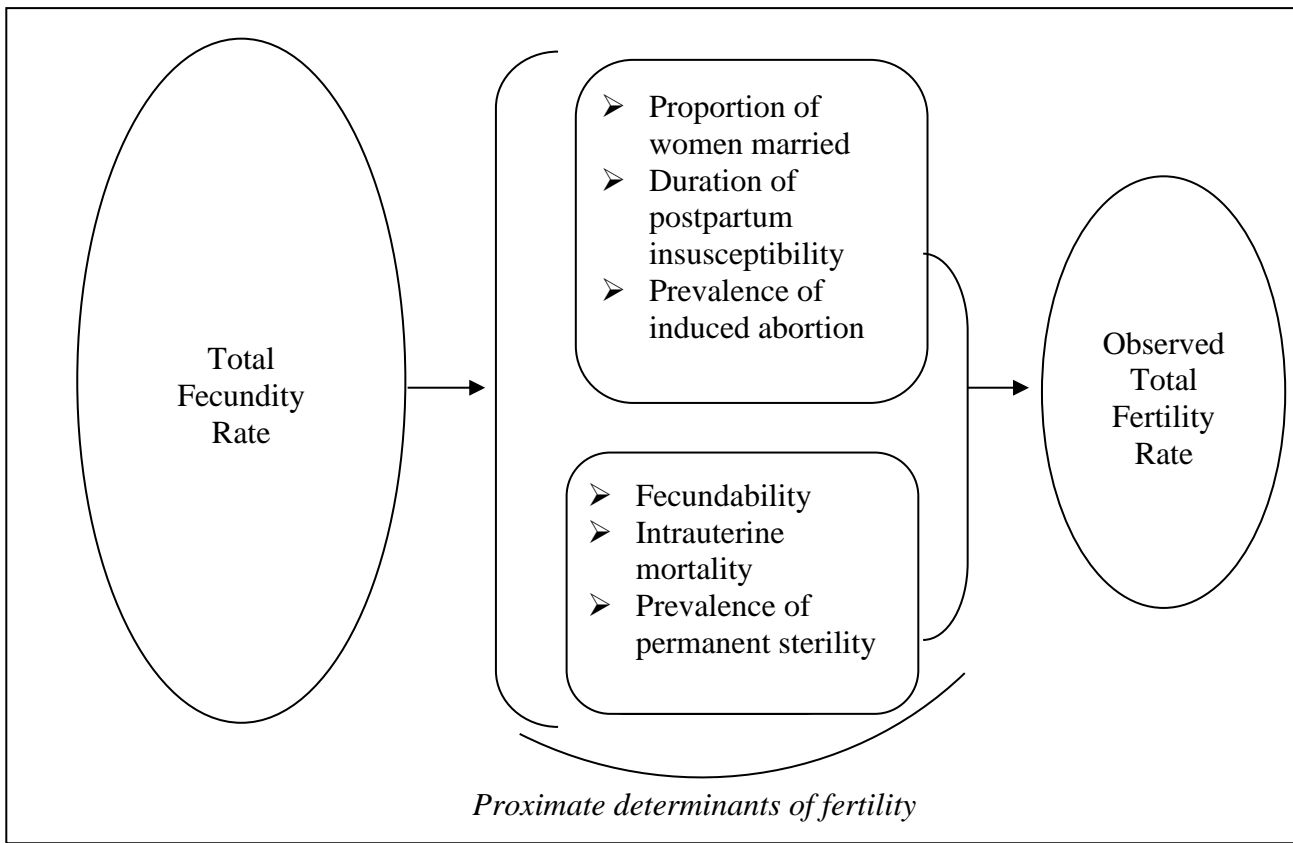 Total
Fecundity
Rate
➢ Proportion of
women married
➢ Duration of
postpartum
insusceptibility
➢ Prevalence of
induced abortion
➢ Fecundability
➢ Intrauterine
mortality
➢ Prevalence of
permanent sterility
Observed
Total
Fertility
Rate
Proximate determinants of fertility